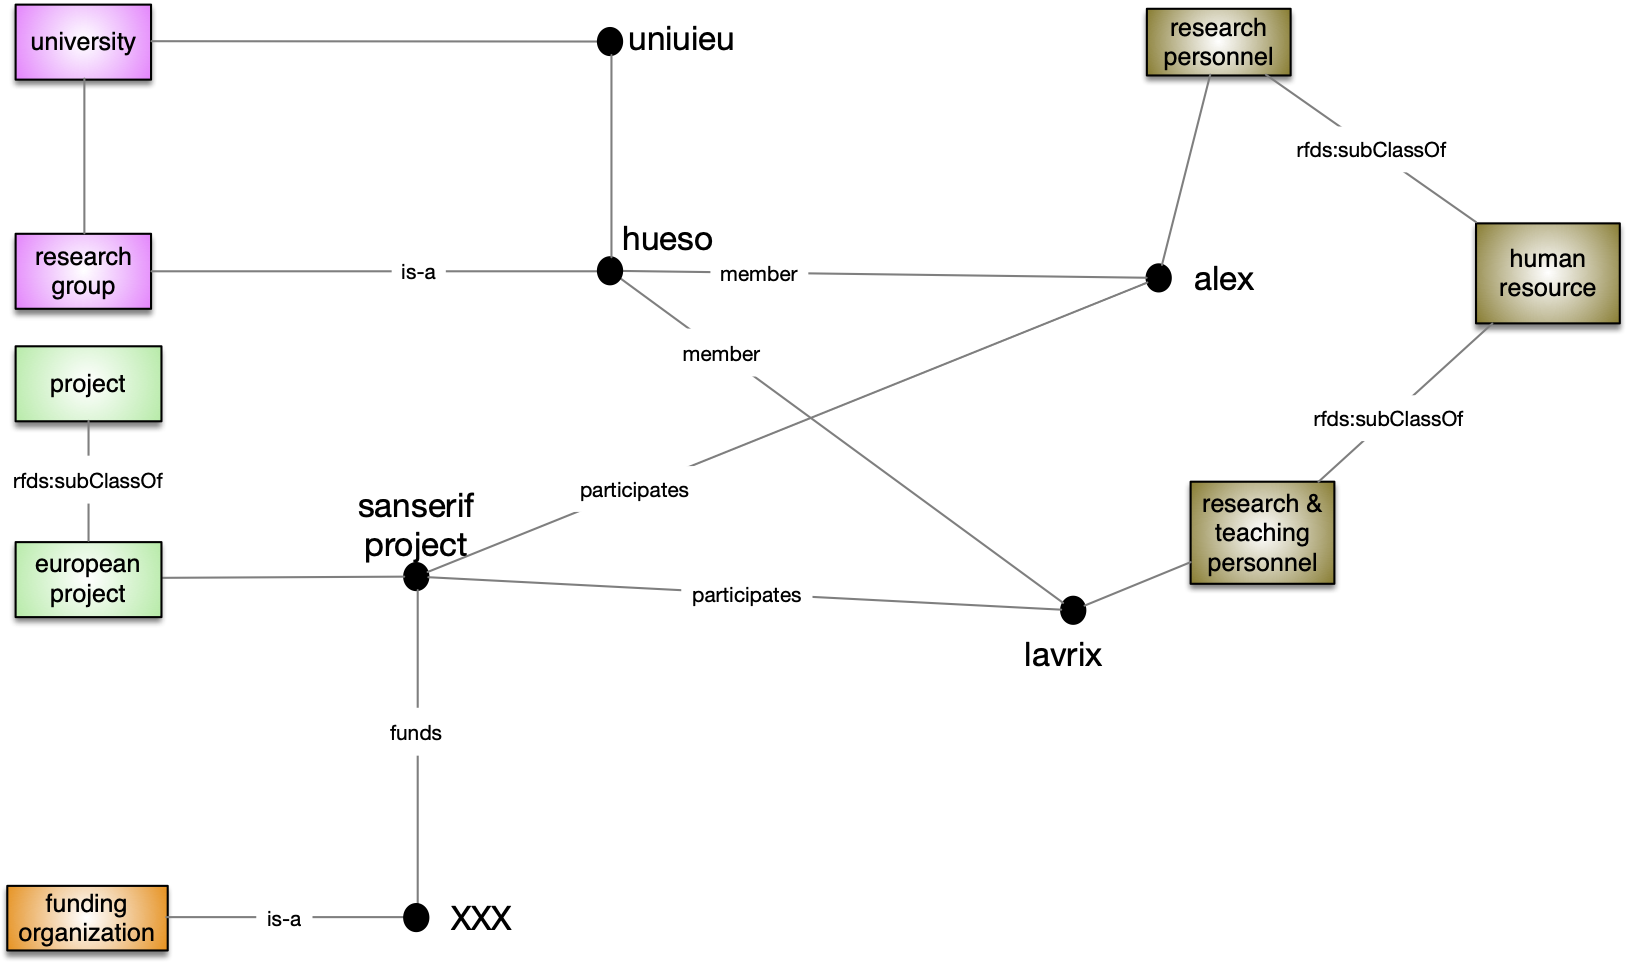 university
uniuieu
research
personnel
rfds:subClassOf
hueso
research
group
is-a
member
alex
human
resource
member
project
rfds:subClassOf
rfds:subClassOf
sanserif
project
participates
research &
teaching
personnel
european
project
participates
lavrix
funds
funding
organization
is-a
XXX